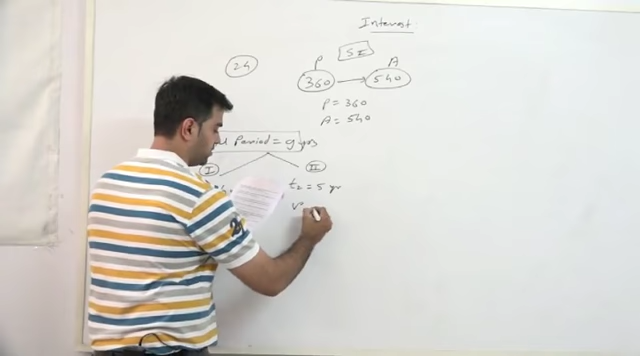 Interest
24
SI
P A
360 → 540
P = 360
A = 540
Period = 9 yrs
I II
t₂ = 5 yr